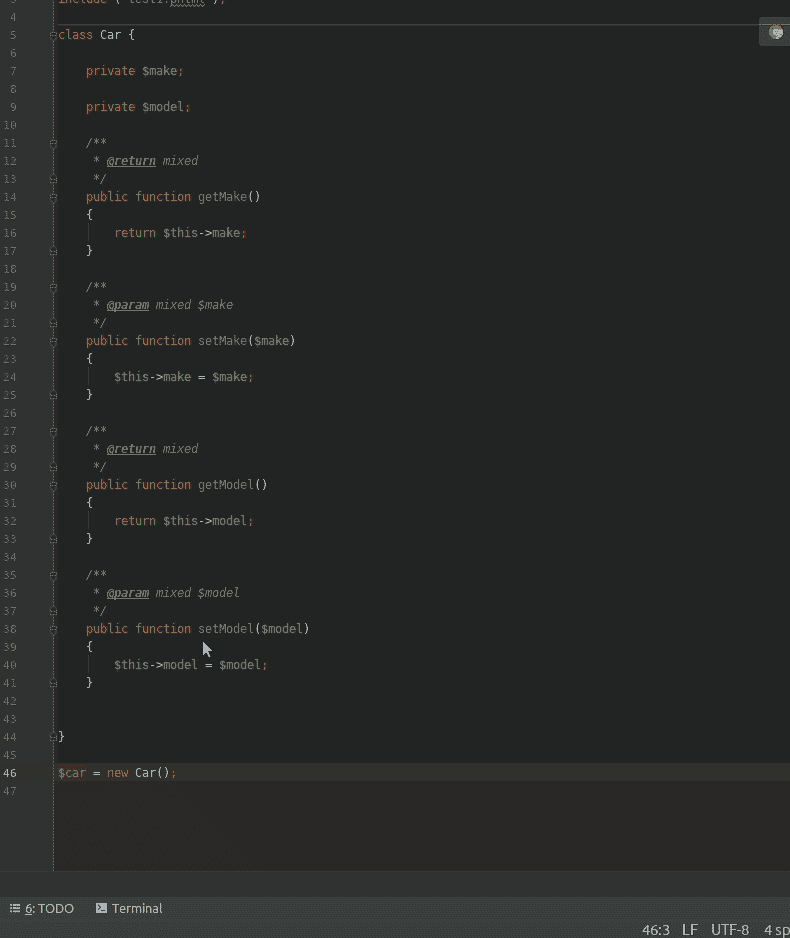 include ("test1.phtml");
4
5 class Car {
6
7 private $make;
8
9 private $model;
10
11 /**
12 * @return mixed
13 */
14 public function getMake()
15 {
16 return $this->make;
17 }
18
19 /**
20 * @param mixed $make
21 */
22 public function setMake($make)
23 {
24 $this->make = $make;
25 }
26
27 /**
28 * @return mixed
29 */
30 public function getModel()
31 {
32 return $this->model;
33 }
34
35 /**
36 * @param mixed $model
37 */
38 public function setModel($model)
39 {
40 $this->model = $model;
41 }
42
43
44 }
45
46 $car = new Car();
47
6: TODO Terminal
46:3 LF UTF-8 4 sp